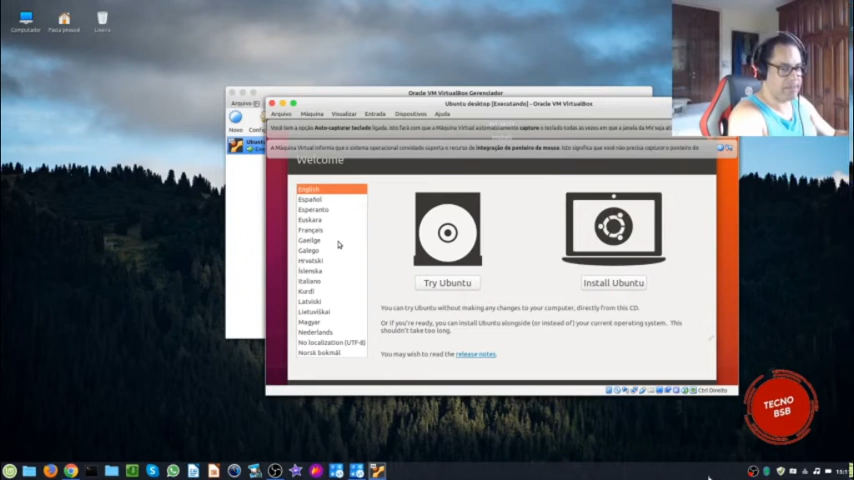 Computador
Pasta pessoal
Lixeira
Oracle VM VirtualBox Gerenciador
Arquivo
Novo
Ubuntu
Ubuntu desktop [Executando] - Oracle VM VirtualBox
Arquivo Máquina Visualizar Entrada Dispositivos Ajuda
Você tem a opção Auto-capturar teclado ligada. Isto fará com que a Máquina Virtual automaticamente capture o teclado todas as vezes em que a janela da MV seja
A Máquina Virtual informa que o sistema operacional convidado suporta o recurso de integração de ponteiro de mouse. Isto significa que você não precisa capturar o ponteiro do
Welcome
English
Español
Esperanto
Euskara
Français
Gaeilge
Galego
Hrvatski
Íslenska
Italiano
Kurdî
Latviski
Lietuviškai
Magyar
Nederlands
No localization (UTF-8)
Norsk bokmål
Try Ubuntu
Install Ubuntu
You can try Ubuntu without making any changes to your computer, directly from this CD.
Or if you're ready, you can install Ubuntu alongside (or instead of) your current operating system. This
shouldn't take too long.
You may wish to read the release notes.
Ctrl Direito
TECNO
BSB